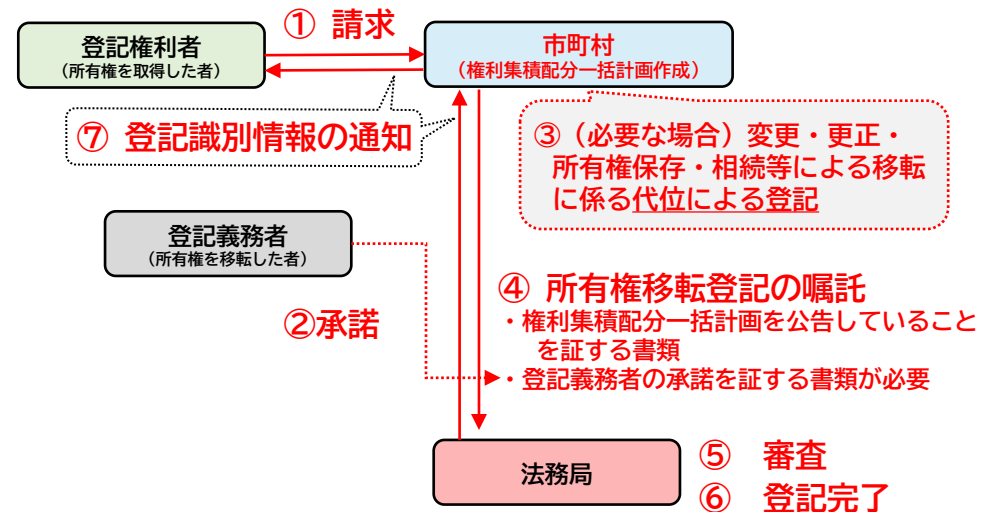 ① 請求
登記権利者
（所有権を取得した者）
市町村
（権利集積配分一括計画作成）
⑦ 登記識別情報の通知
③（必要な場合）変更・更正・
所有権保存・相続等による移転
に係る代位による登記
登記義務者
（所有権を移転した者）
②承諾
④ 所有権移転登記の嘱託
・権利集積配分一括計画を公告していること
を証する書類
・登記義務者の承諾を証する書類が必要
法務局
⑤ 審査
⑥ 登記完了